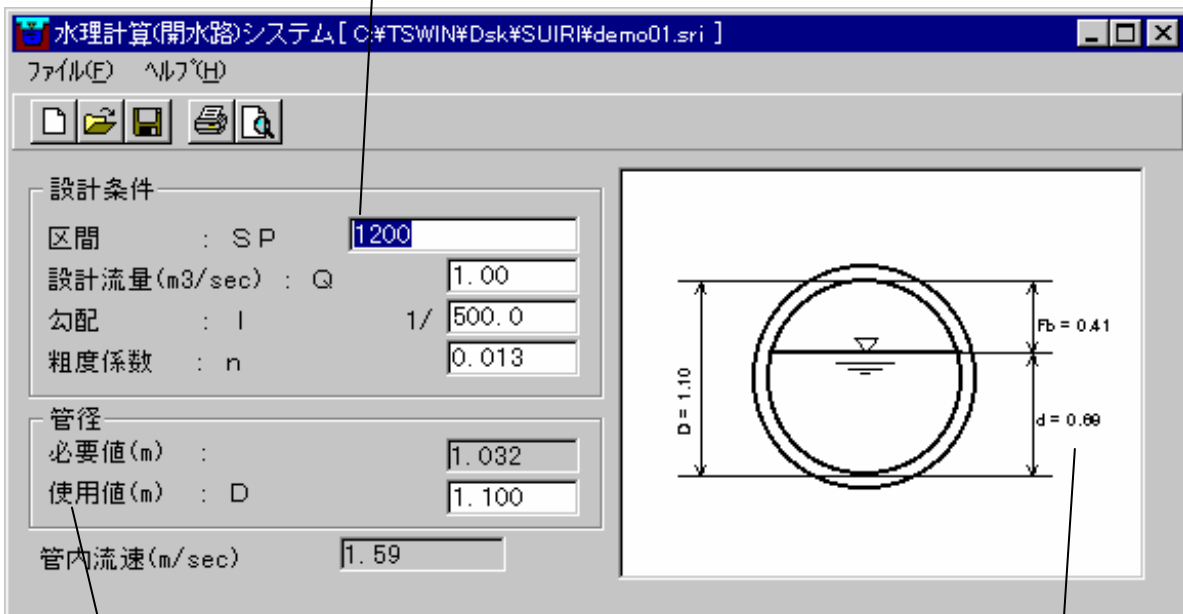 水理計算(開水路)システム[ C:¥TSWIN¥Dsk¥SUIRI¥demo01.sri ]
ファイル(F) ヘルプ(H)
設計条件
区間 : ＳＰ 1200
設計流量(m3/sec) : Ｑ 1.00
勾配 : Ｉ 1/ 500.0
粗度係数 : ｎ 0.013
管径
必要値(m) : 1.032
使用値(m) : Ｄ 1.100
管内流速(m/sec) 1.59
D = 1.10
Fb = 0.41
d = 0.69